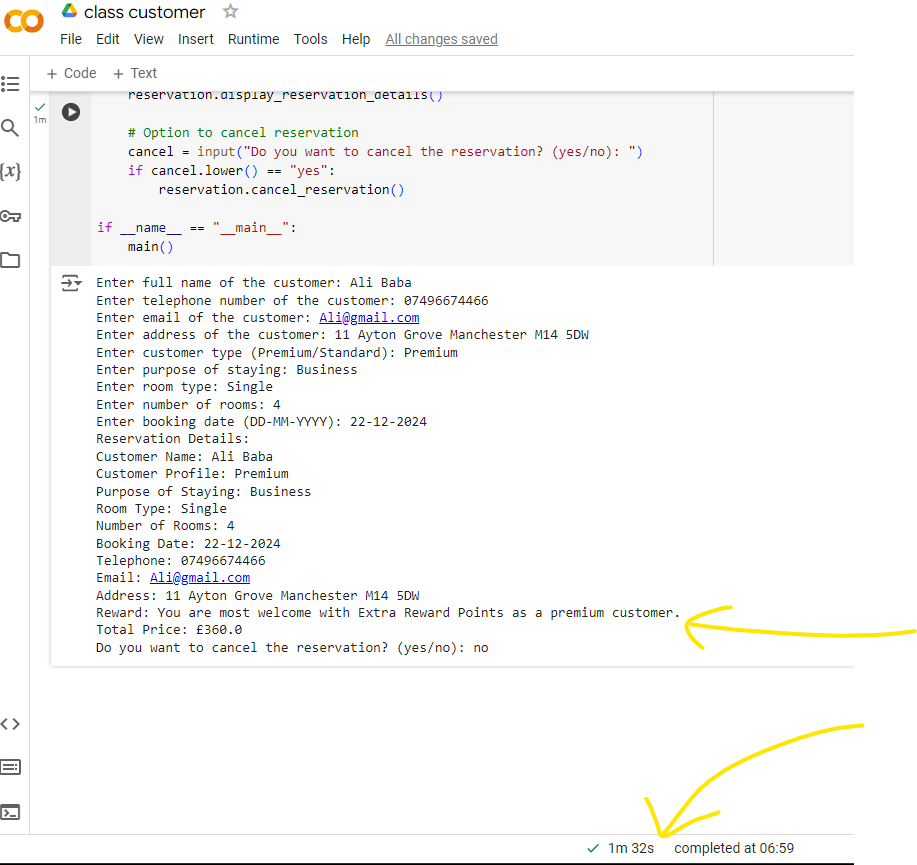 class customer
File Edit View Insert Runtime Tools Help All changes saved
+ Code + Text
reservation.display_reservation_details()
1m
# Option to cancel reservation
cancel = input("Do you want to cancel the reservation? (yes/no): ")
if cancel.lower() == "yes":
reservation.cancel_reservation()
{x}
if __name__ == "__main__":
main()
Enter full name of the customer: Ali Baba
Enter telephone number of the customer: 07496674466
Enter email of the customer: Ali@gmail.com
Enter address of the customer: 11 Ayton Grove Manchester M14 5DW
Enter customer type (Premium/Standard): Premium
Enter purpose of staying: Business
Enter room type: Single
Enter number of rooms: 4
Enter booking date (DD-MM-YYYY): 22-12-2024
Reservation Details:
Customer Name: Ali Baba
Customer Profile: Premium
Purpose of Staying: Business
Room Type: Single
Number of Rooms: 4
Booking Date: 22-12-2024
Telephone: 07496674466
Email: Ali@gmail.com
Address: 11 Ayton Grove Manchester M14 5DW
Reward: You are most welcome with Extra Reward Points as a premium customer.
Total Price: £360.0
Do you want to cancel the reservation? (yes/no): no
1m 32s completed at 06:59